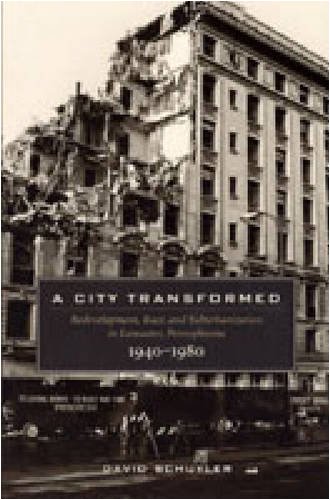 A CITY TRANSFORMED
Redevelopment, Race, and Suburbanization
in Lancaster, Pennsylvania
1940–1980
DAVID SCHUYLER